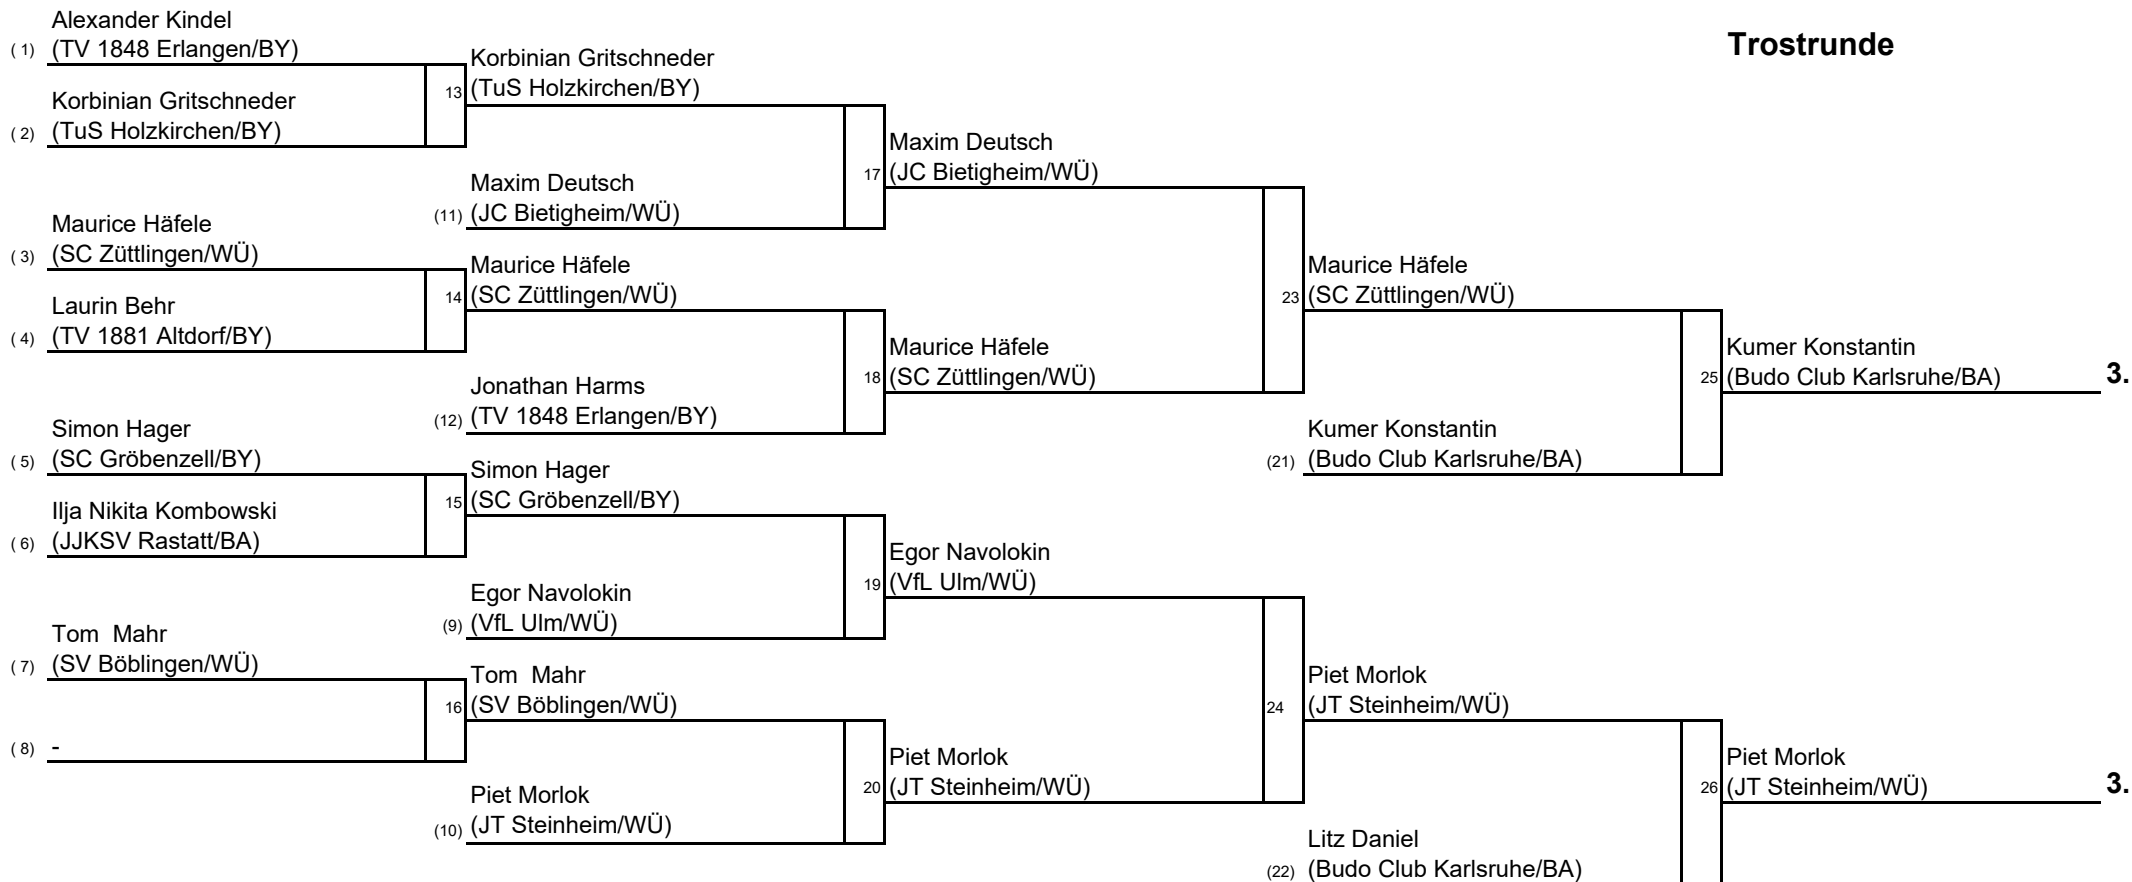 Trostrunde
Alexander Kindel
( 1) (TV 1848 Erlangen/BY)
Korbinian Gritschneder
( 2) (TuS Holzkirchen/BY)
Maurice Häfele
( 3) (SC Züttlingen/WÜ)
Laurin Behr
( 4) (TV 1881 Altdorf/BY)
Simon Hager
( 5) (SC Gröbenzell/BY)
Ilja Nikita Kombowski
( 6) (JJKSV Rastatt/BA)
Tom  Mahr
( 7) (SV Böblingen/WÜ)
( 8) -
Korbinian Gritschneder
13 (TuS Holzkirchen/BY)
Maxim Deutsch
(11) (JC Bietigheim/WÜ)
Maurice Häfele
14 (SC Züttlingen/WÜ)
Jonathan Harms
(12) (TV 1848 Erlangen/BY)
Simon Hager
15 (SC Gröbenzell/BY)
Egor Navolokin
(9) (VfL Ulm/WÜ)
Tom  Mahr
16 (SV Böblingen/WÜ)
Piet Morlok
(10) (JT Steinheim/WÜ)
Maxim Deutsch
17 (JC Bietigheim/WÜ)
Maurice Häfele
18 (SC Züttlingen/WÜ)
Egor Navolokin
19 (VfL Ulm/WÜ)
Piet Morlok
20 (JT Steinheim/WÜ)
Maurice Häfele
23 (SC Züttlingen/WÜ)
Kumer Konstantin
(21) (Budo Club Karlsruhe/BA)
Piet Morlok
24 (JT Steinheim/WÜ)
Litz Daniel
(22) (Budo Club Karlsruhe/BA)
Kumer Konstantin
25 (Budo Club Karlsruhe/BA) 3.
Piet Morlok
26 (JT Steinheim/WÜ) 3.